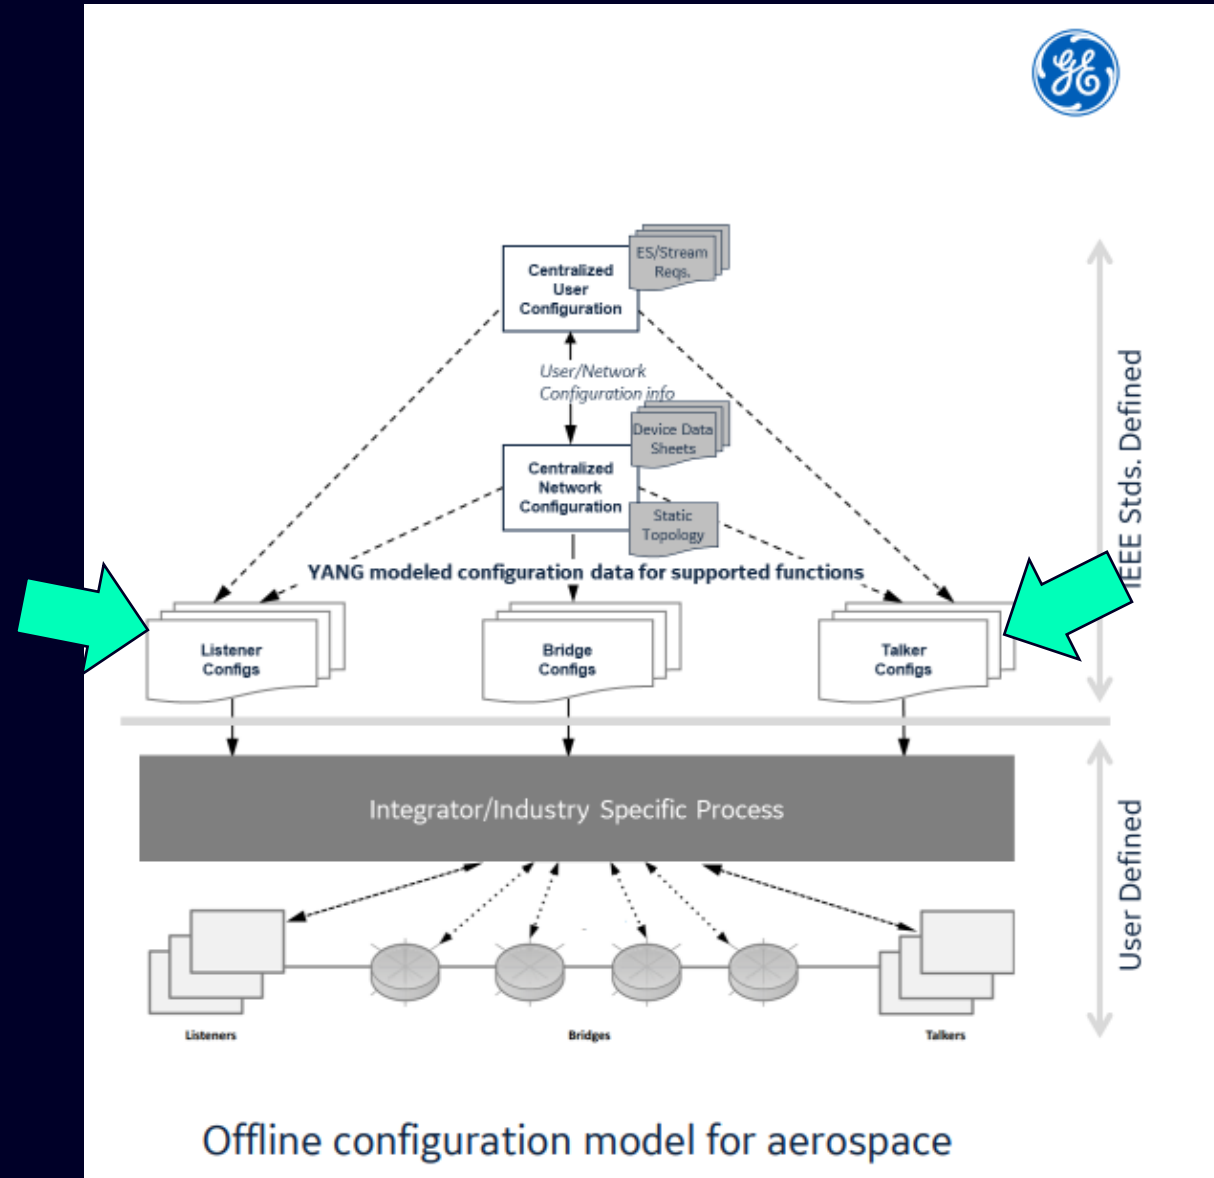 GE
ES/Stream
Reqs.
Centralized
User
Configuration
User/Network
Configuration info
Device Data
Sheets
Centralized
Network
Configuration
Static
Topology
YANG modeled configuration data for supported functions
Listener
Configs
Bridge
Configs
Talker
Configs
IEEE Stds. Defined
Integrator/Industry Specific Process
User Defined
Listeners
Bridges
Talkers
Offline configuration model for aerospace